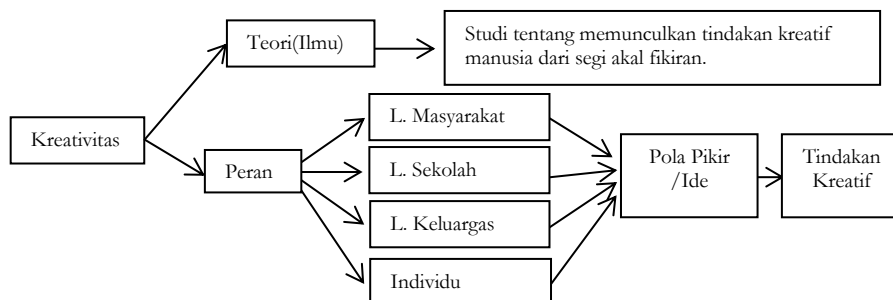 Teori(Ilmu)
Studi tentang memunculkan tindakan kreatif
manusia dari segi akal fikiran.
Kreativitas
Peran
L. Masyarakat
L. Sekolah
L. Keluargas
Individu
Pola Pikir
/Ide
Tindakan
Kreatif